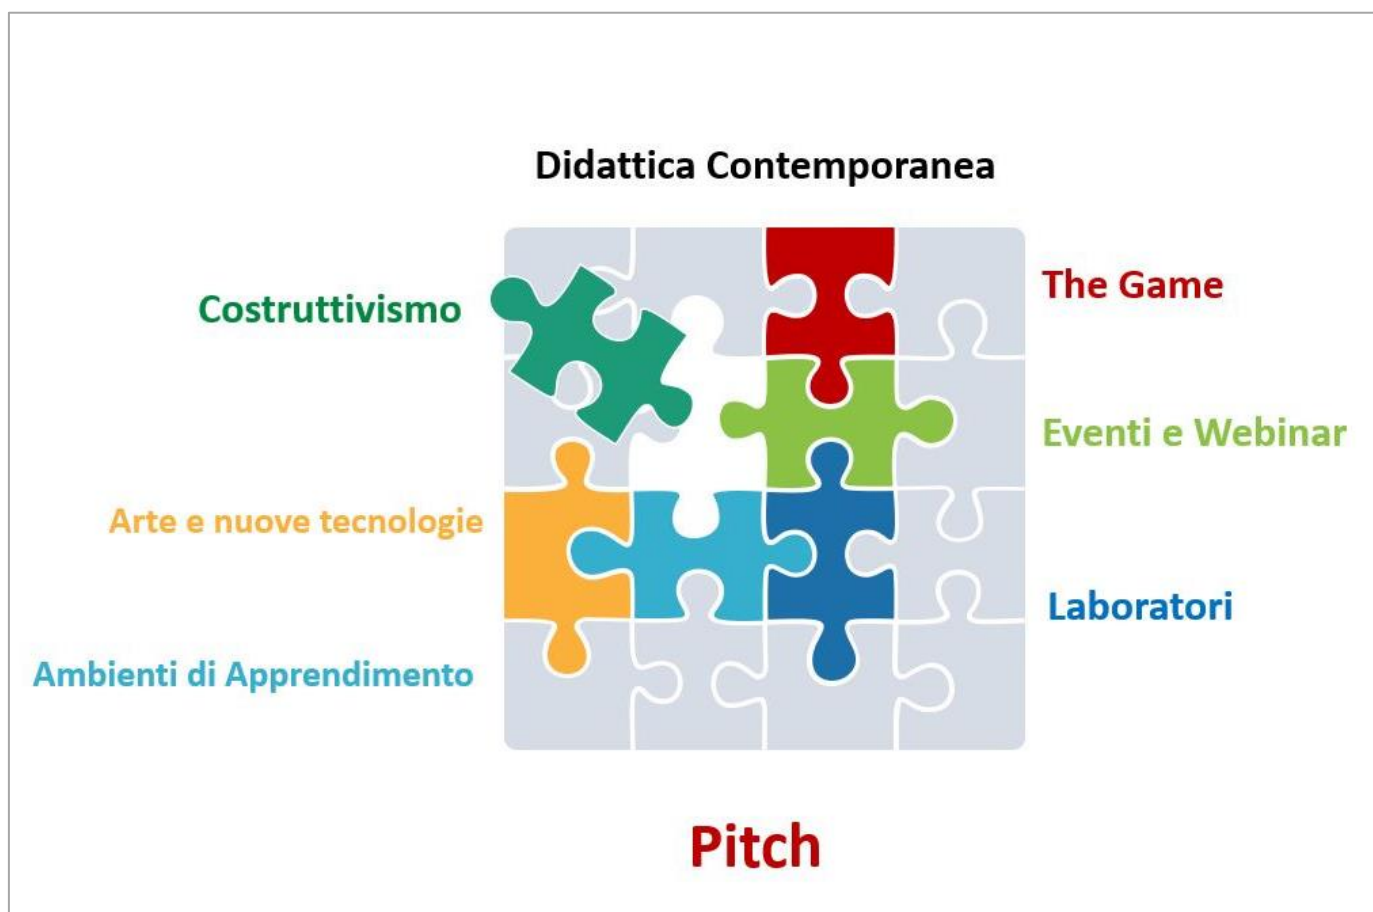 Didattica Contemporanea
Costruttivismo
The Game
Eventi e Webinar
Arte e nuove tecnologie
Laboratori
Ambienti di Apprendimento
Pitch